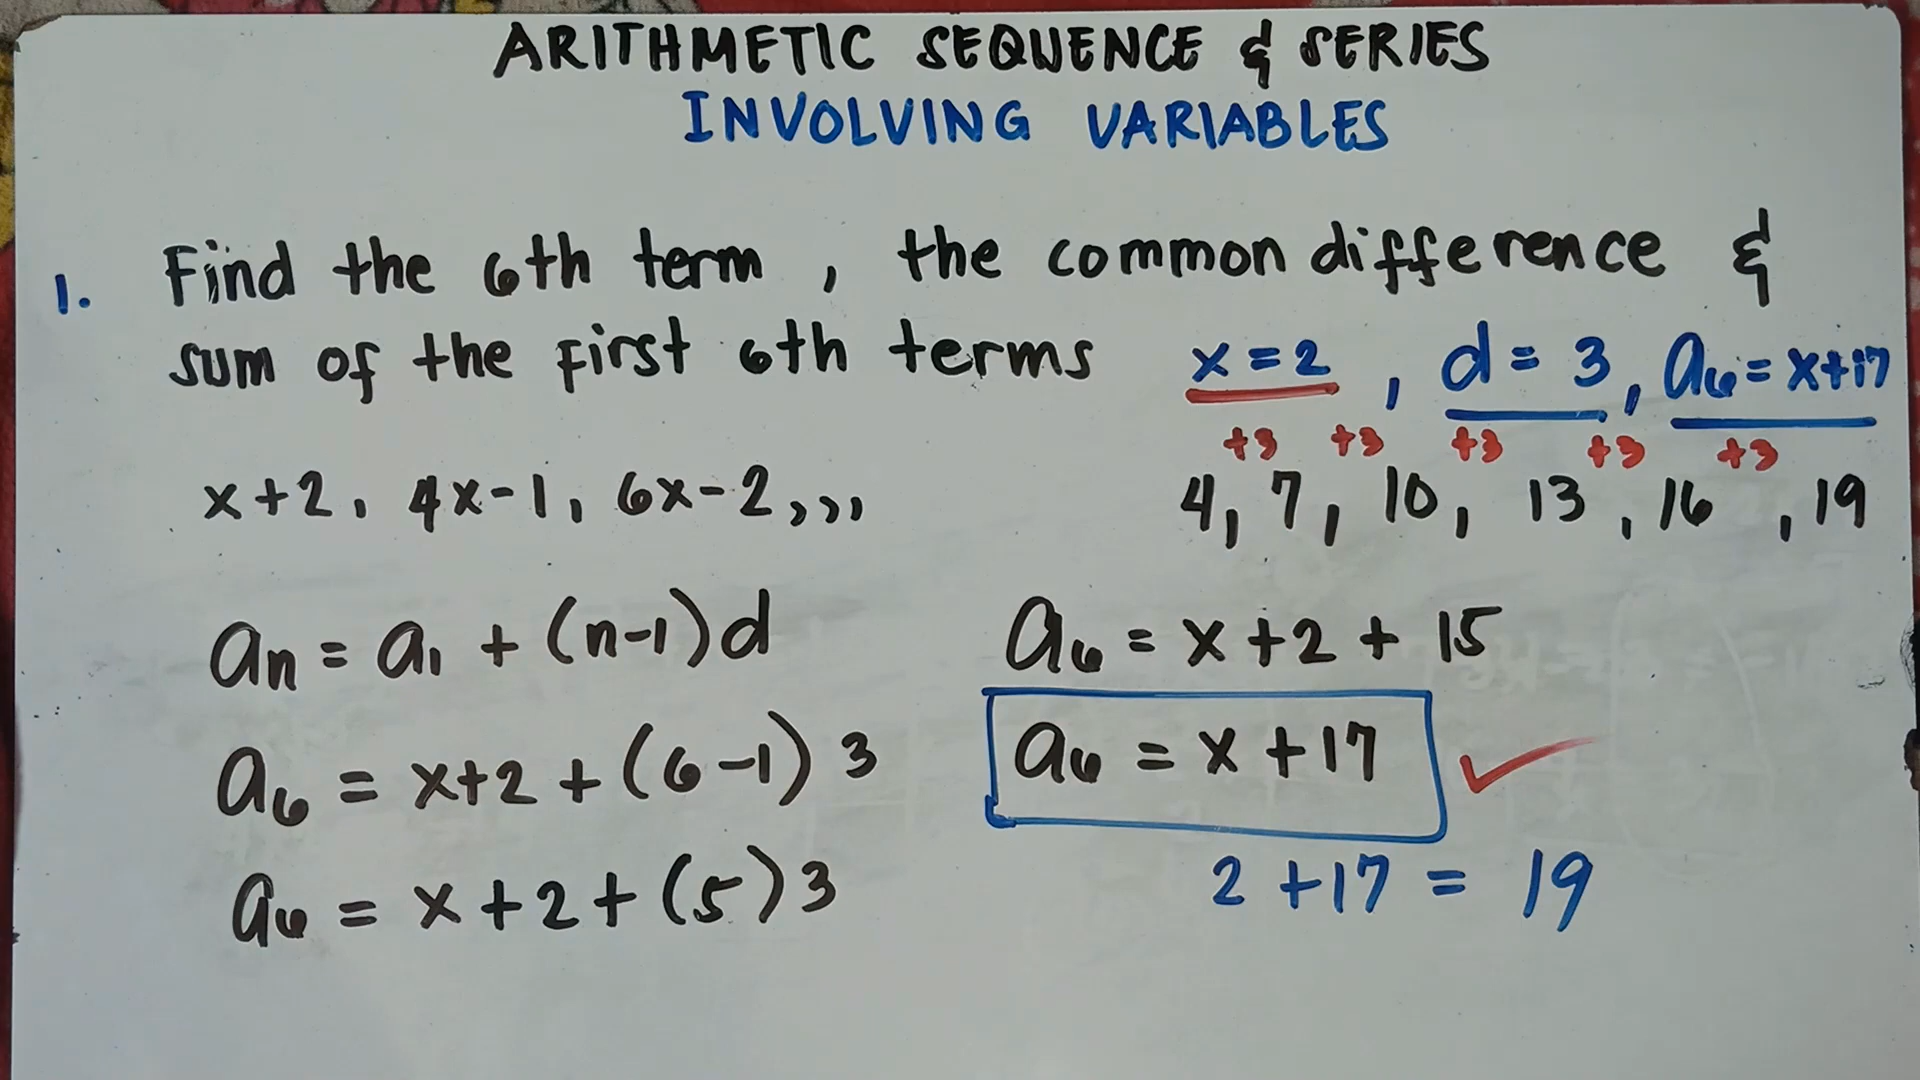 ARITHMETIC SEQUENCE & SERIES
INVOLVING VARIABLES
1. Find the 6th term, the common difference &
sum of the first 6th terms
x=2, d=3, a₆=x+17
+3 +3 +3 +3 +3
x+2, 4x-1, 6x-2,,,,
4, 7, 10, 13, 16, 19
an = a₁ + (n-1)d
a₆ = x+2+(6-1)3
a₆ = x+2+(5)3
a₆ = x+2+15
a₆ = x+17
2+17 = 19